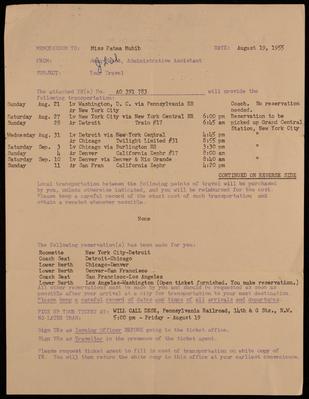 MEMORANDUM TO: Miss Fatma Muhib DATE: August 19, 1955
FROM: Administrative Assistant
SUBJECT: Your Travel
The attached TR(s) No. AO 391 783 will provide the
following transportation:
Sunday Aug. 21 Lv Washington, D. C. via Pennsylvania RR Coach. No reservation
Ar New York City needed.
Saturday Aug. 27 Lv New York City via New York Central RR 6:00 pm Reservation to be
Sunday 28 Ar Detroit Train #17 6:45 am picked up Grand Central
Station, New York City
Wednesday Aug. 31 Lv Detroit via New York Central 4:45 pm "
Ar Chicago Twilight Limited #31 8:55 pm
Saturday Sep. 3 Lv Chicago via Burlington RR 3:30 pm "
Sunday 4 Ar Denver California Zephr #17 8:00 am
Saturday Sep. 10 Lv Denver via Denver & Rio Grande 8:40 am "
Sunday 11 Ar San Fran California Zephr 4:20 pm
CONTINUED ON REVERSE SIDE
Local transportation between the following points of travel will be purchased
by you, unless otherwise indicated, and you will be reimbursed for the cost.
Please keep a careful record of the exact cost of such transportation and
obtain a receipt whenever possible.
None
The following reservation(s) has been made for you:
Roomette New York City-Detroit
Coach Seat Detroit-Chicago
Lower Berth Chicago-Denver
Lower Berth Denver-San Francisco
Coach Seat San Francisco-Los Angeles
Lower Berth Los Angeles-Washington (Open ticket furnished. You make reservation.)
All other reservations must be made by you and should be requested as soon as
possible after your arrival at a city for transportation to your next destination.
Please keep a careful record of dates and times of all arrivals and departures.
PICK UP YOUR TICKET AT: WILL CALL DESK, Pennsylvania Railroad, 14th & G Sts., N.W.
NO LATER THAN: 5:00 pm - Friday - August 19
Sign TRs as Issuing Officer BEFORE going to the ticket office.
Sign TRs as Traveler in the presence of the ticket agent.
Please request ticket agent to fill in cost of transportation on white copy of
TR. You will then return the white copy to this office at your earliest convenience.